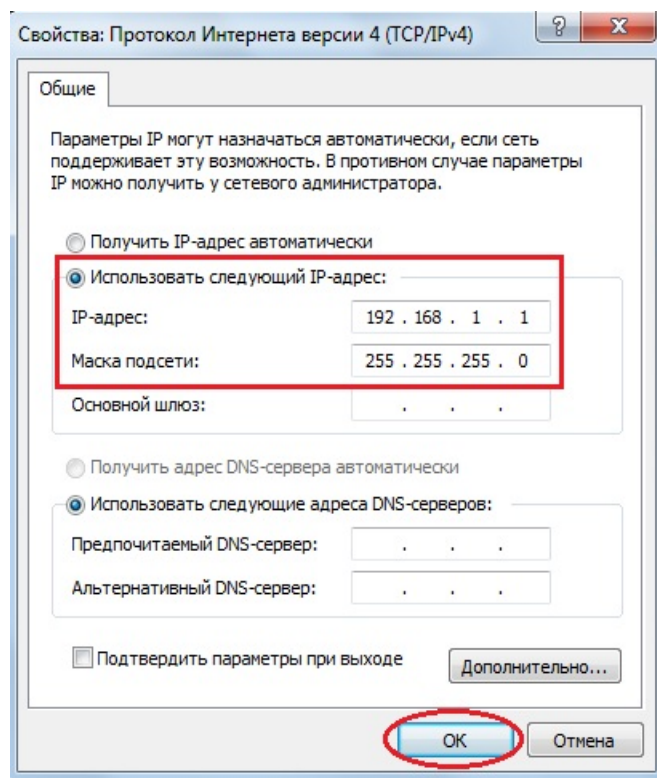 Свойства: Протокол Интернета версии 4 (TCP/IPv4)
Общие
Параметры IP могут назначаться автоматически, если сеть
поддерживает эту возможность. В противном случае параметры
IP можно получить у сетевого администратора.
Получить IP-адрес автоматически
Использовать следующий IP-адрес:
IP-адрес: 192 . 168 . 1 . 1
Маска подсети: 255 . 255 . 255 . 0
Основной шлюз: . . .
Получить адрес DNS-сервера автоматически
Использовать следующие адреса DNS-серверов:
Предпочитаемый DNS-сервер: . . .
Альтернативный DNS-сервер: . . .
Подтвердить параметры при выходе
Дополнительно...
ОК Отмена